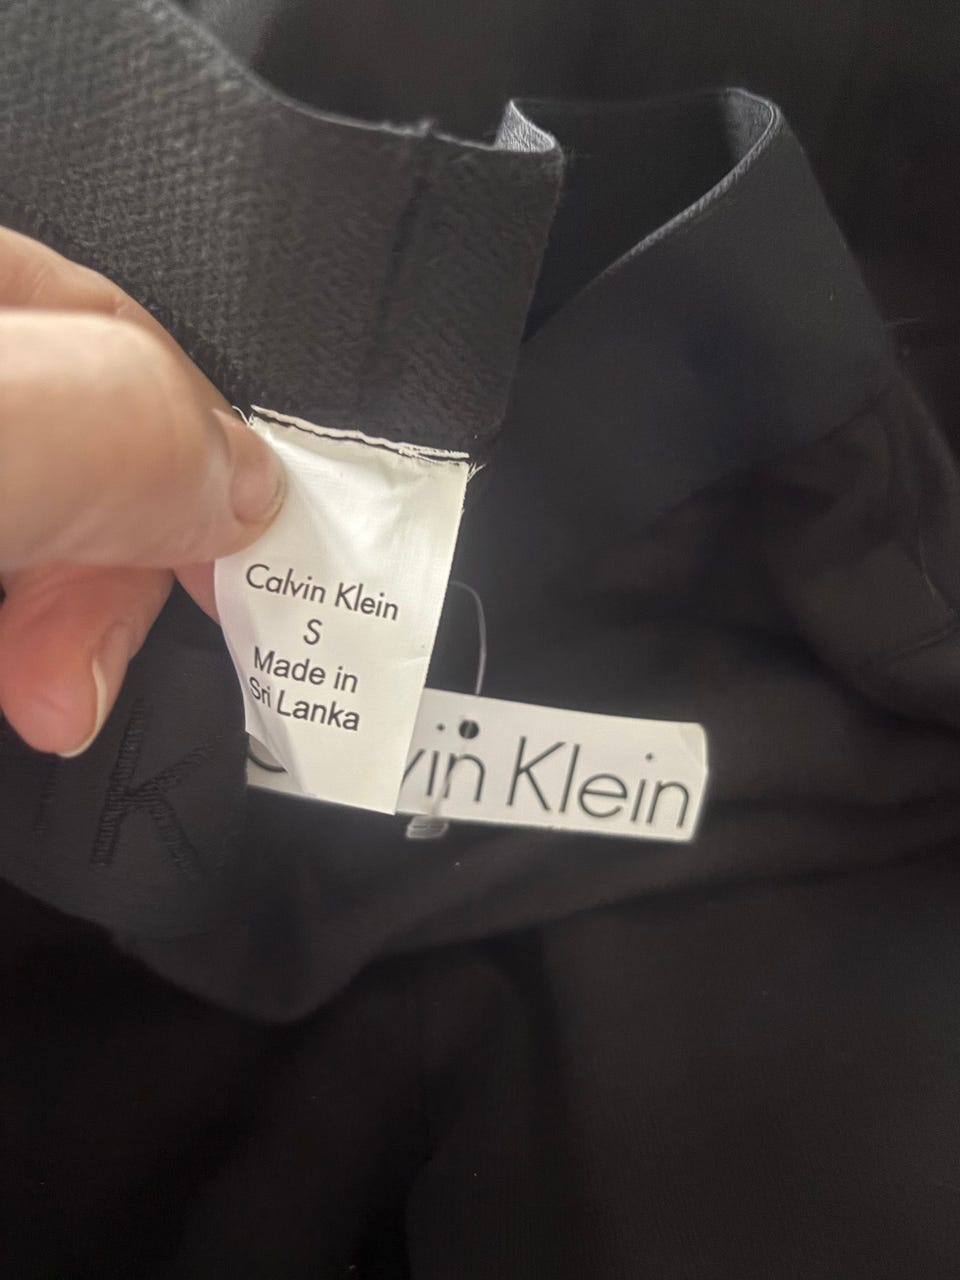 Calvin Klein
S
Made in
Sri Lanka
Klein
K